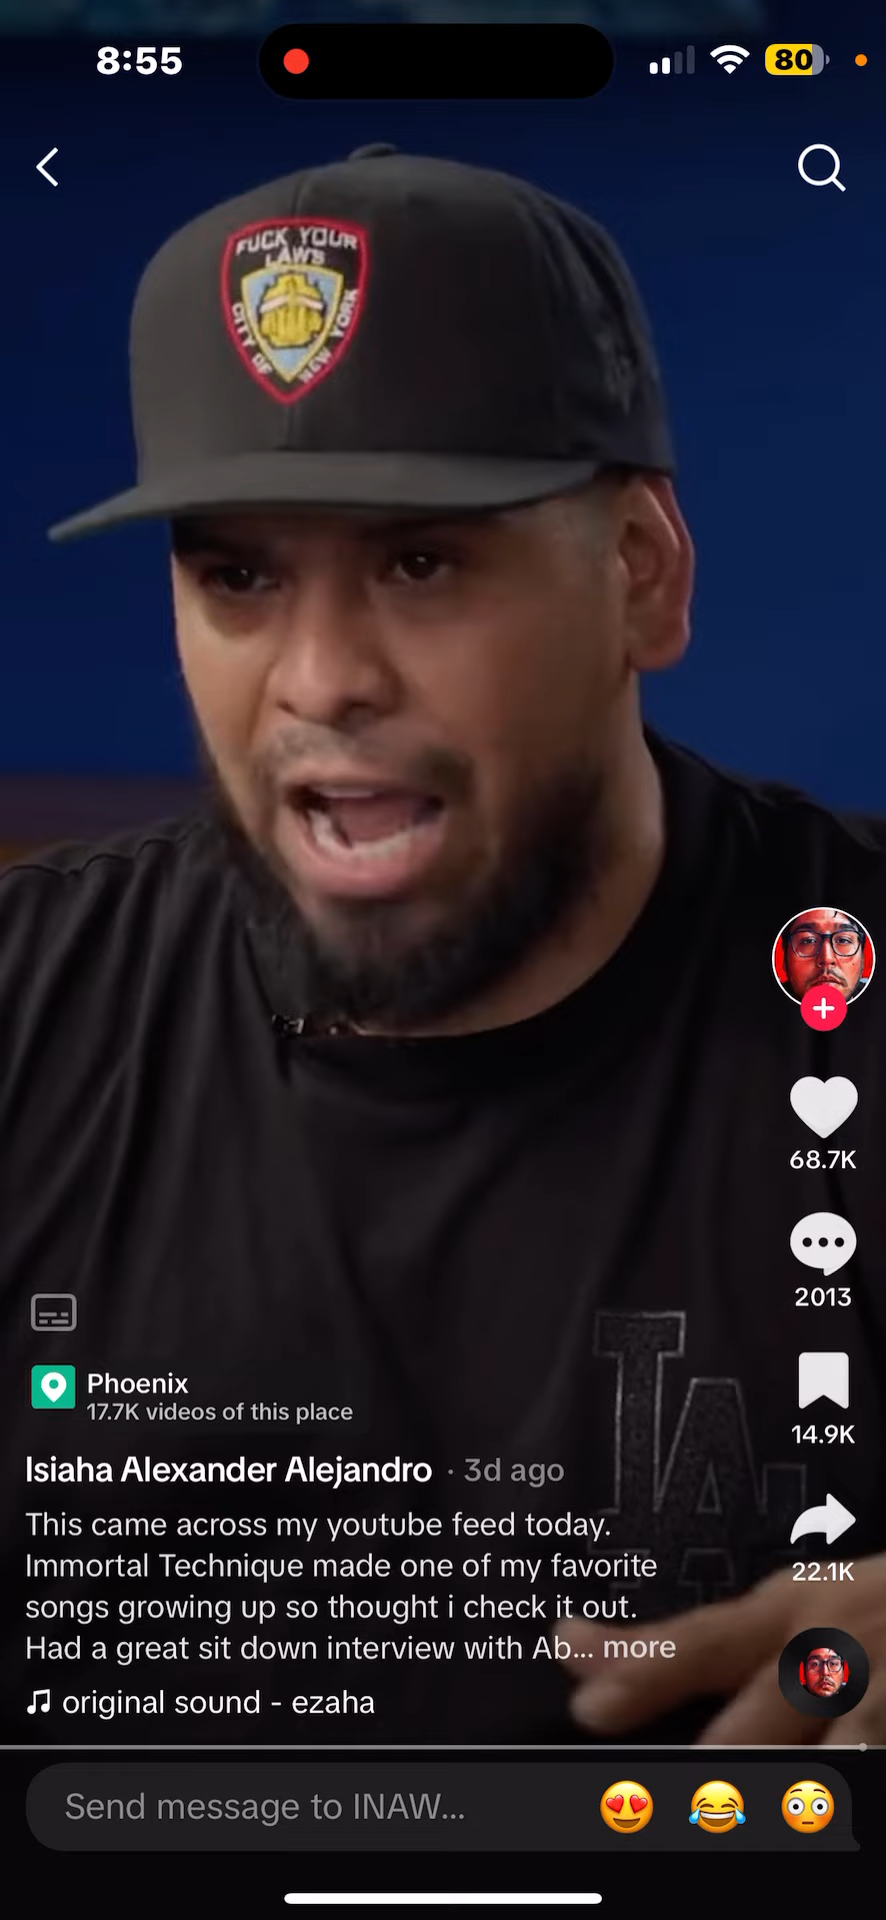 8:55
80
FUCK YOUR
LAWS
CITY OF NEW YORK
LA
68.7K
2013
14.9K
22.1K
Phoenix
17.7K videos of this place
Isiaha Alexander Alejandro · 3d ago
This came across my youtube feed today.
Immortal Technique made one of my favorite
songs growing up so thought i check it out.
Had a great sit down interview with Ab... more
original sound - ezaha
Send message to INAW...